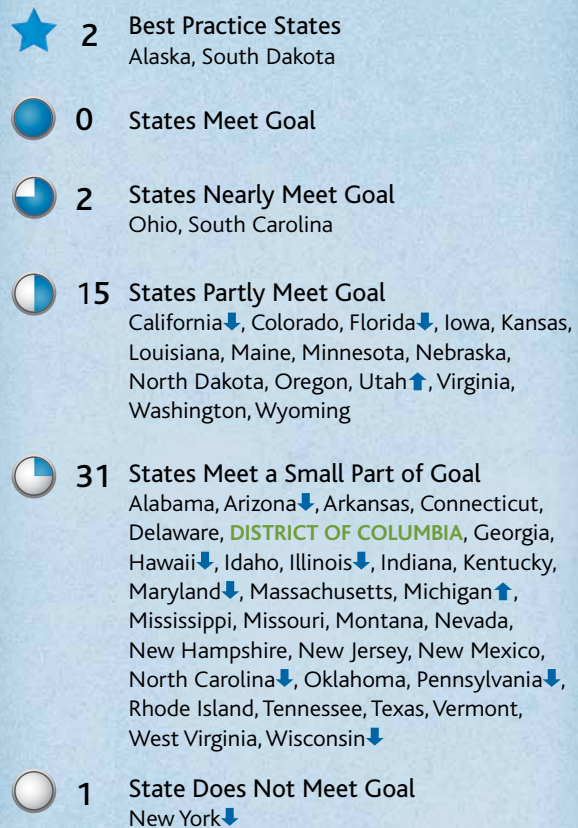 2 Best Practice States
Alaska, South Dakota
0 States Meet Goal
2 States Nearly Meet Goal
Ohio, South Carolina
15 States Partly Meet Goal
California⬇, Colorado, Florida⬇, Iowa, Kansas,
Louisiana, Maine, Minnesota, Nebraska,
North Dakota, Oregon, Utah⬆, Virginia,
Washington, Wyoming
31 States Meet a Small Part of Goal
Alabama, Arizona⬇, Arkansas, Connecticut,
Delaware, DISTRICT OF COLUMBIA, Georgia,
Hawaii⬇, Idaho, Illinois⬇, Indiana, Kentucky,
Maryland⬇, Massachusetts, Michigan⬆,
Mississippi, Missouri, Montana, Nevada,
New Hampshire, New Jersey, New Mexico,
North Carolina⬇, Oklahoma, Pennsylvania⬇,
Rhode Island, Tennessee, Texas, Vermont,
West Virginia, Wisconsin⬇
1 State Does Not Meet Goal
New York⬇